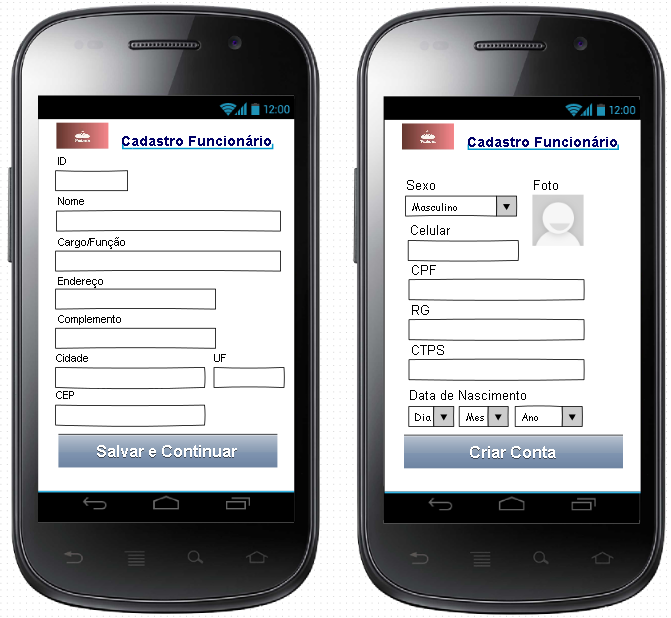 12:00
Cadastro Funcionário
ID
Nome
Cargo/Função
Endereço
Complemento
Cidade UF
CEP
Salvar e Continuar
12:00
Cadastro Funcionário
Sexo Foto
Masculino
Celular
CPF
RG
CTPS
Data de Nascimento
Dia Mes Ano
Criar Conta